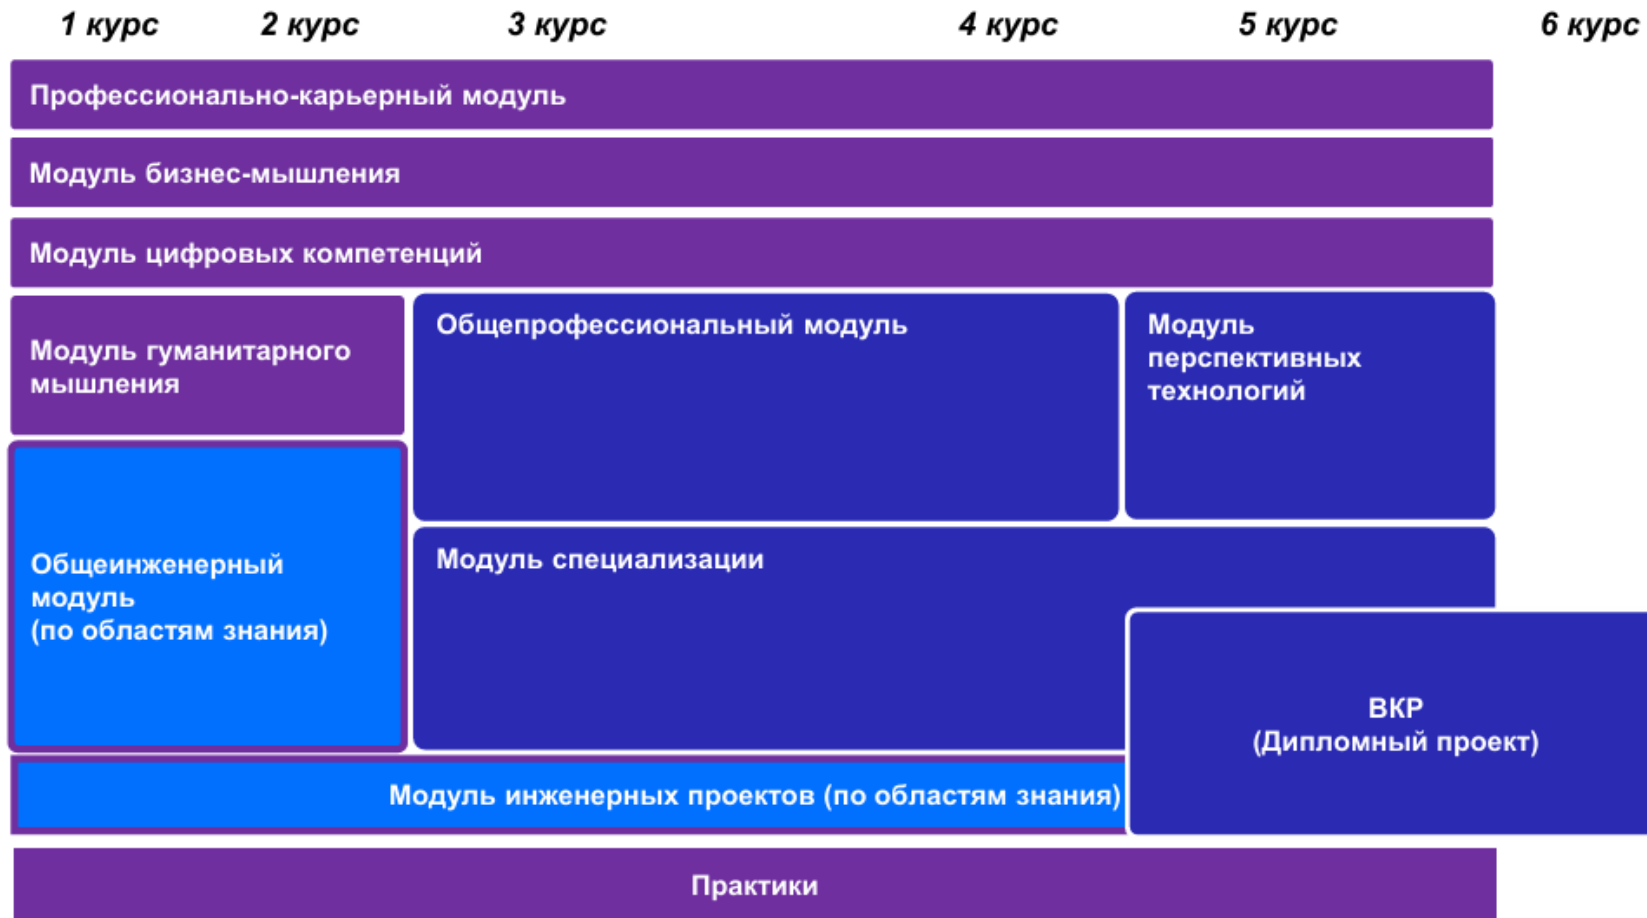 1 курс 2 курс 3 курс 4 курс 5 курс 6 курс
Профессионально-карьерный модуль
Модуль бизнес-мышления
Модуль цифровых компетенций
Модуль гуманитарного
мышления
Общепрофессиональный модуль
Модуль
перспективных
технологий
Общеинженерный
модуль
(по областям знания)
Модуль специализации
ВКР
(Дипломный проект)
Модуль инженерных проектов (по областям знания)
Практики